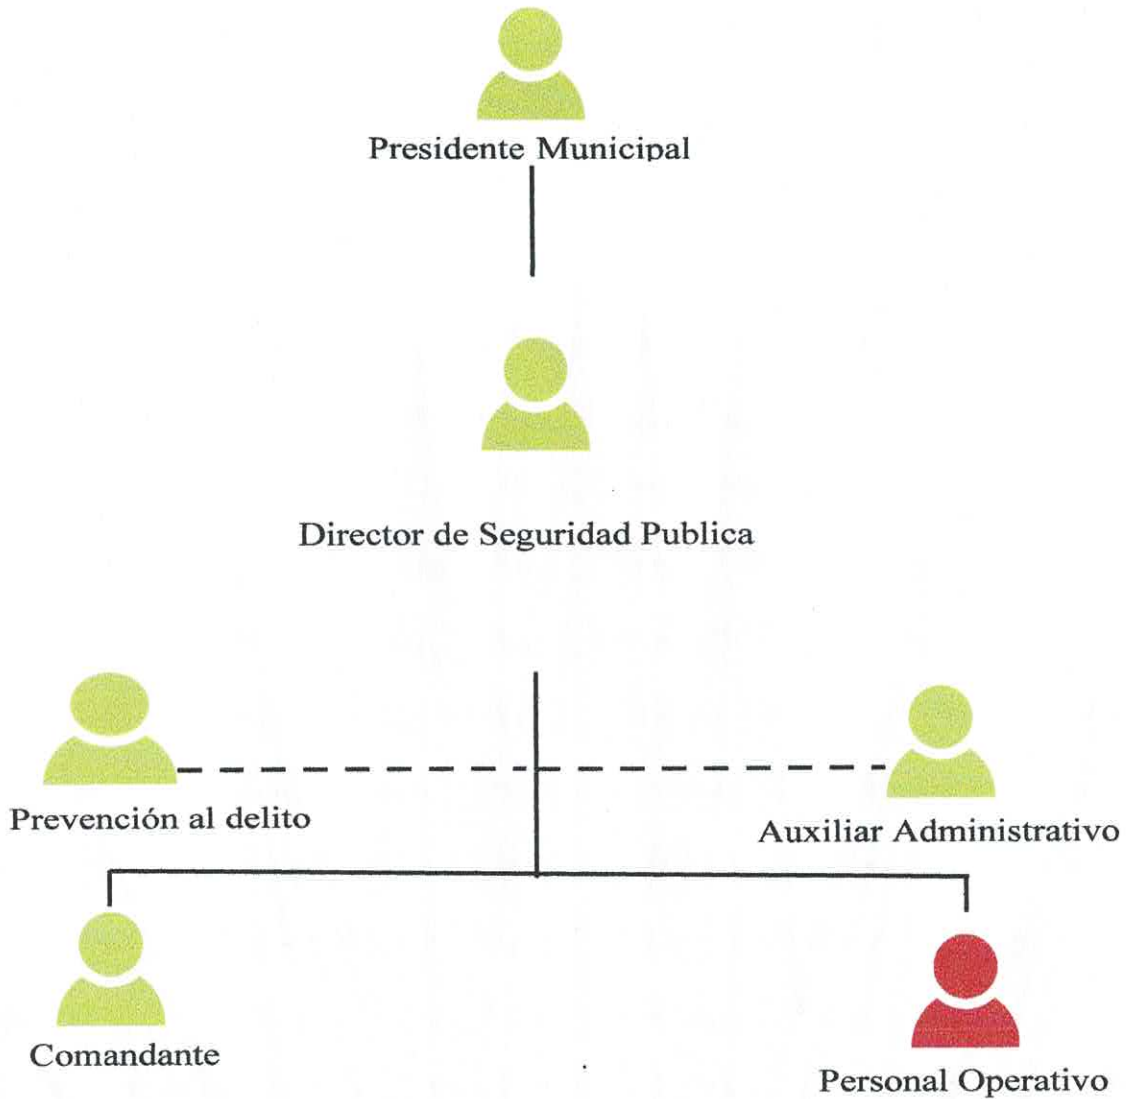 Presidente Municipal
Director de Seguridad Publica
Prevención al delito
Auxiliar Administrativo
Comandante
Personal Operativo